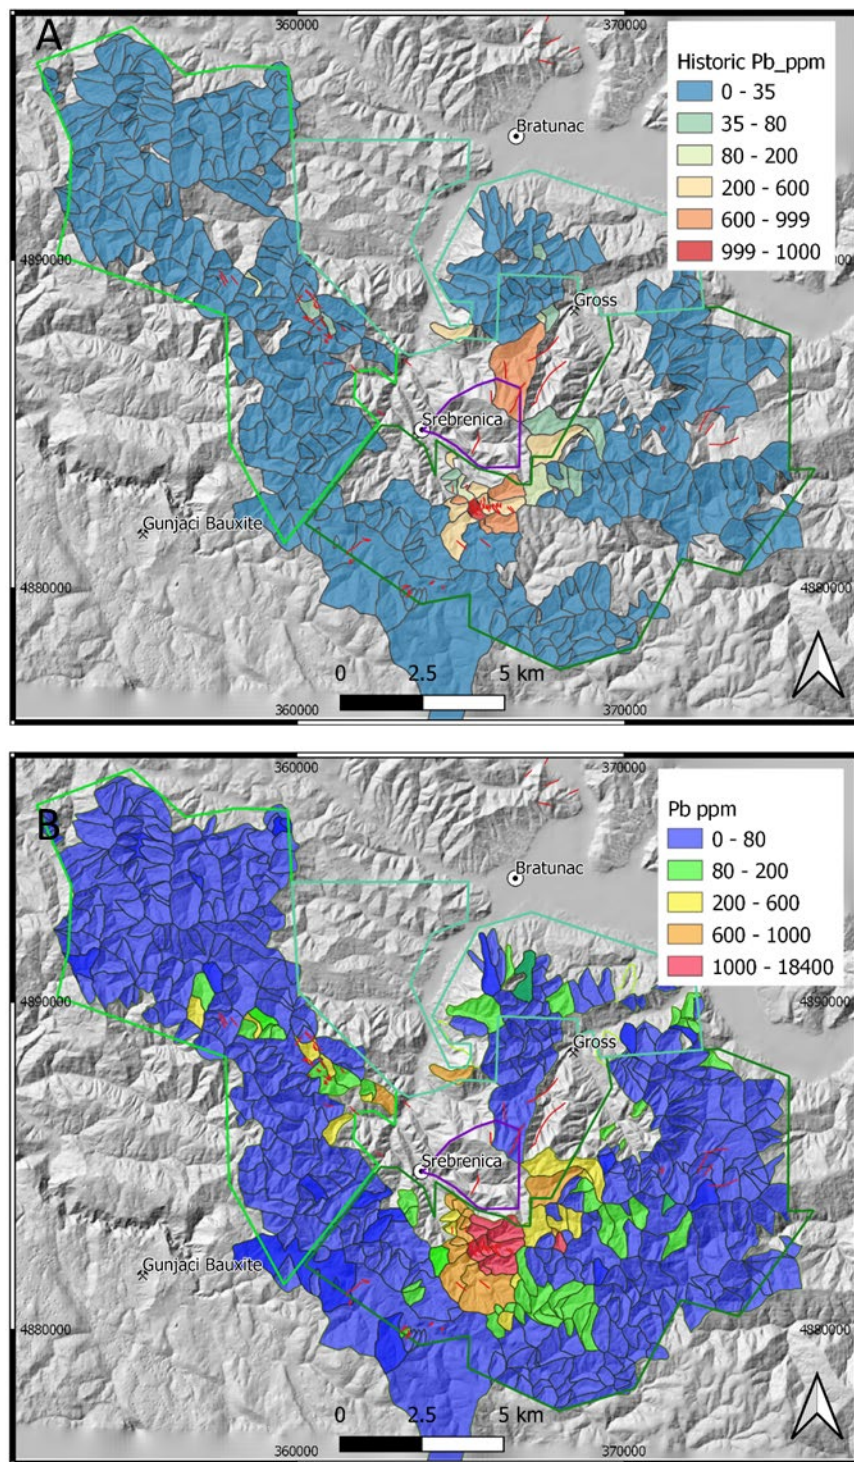 A
360000
370000
Historic Pb_ppm
0 - 35
35 - 80
80 - 200
200 - 600
600 - 999
999 - 1000
Bratunac
4890000
4890000
Gross
Srebrenica
Gunjaci Bauxite
4880000
4880000
0 2.5 5 km
360000
370000
B
360000
370000
Pb ppm
0 - 80
80 - 200
200 - 600
600 - 1000
1000 - 18400
Bratunac
4890000
4890000
Gross
Srebrenica
Gunjaci Bauxite
4880000
4880000
0 2.5 5 km
360000
370000